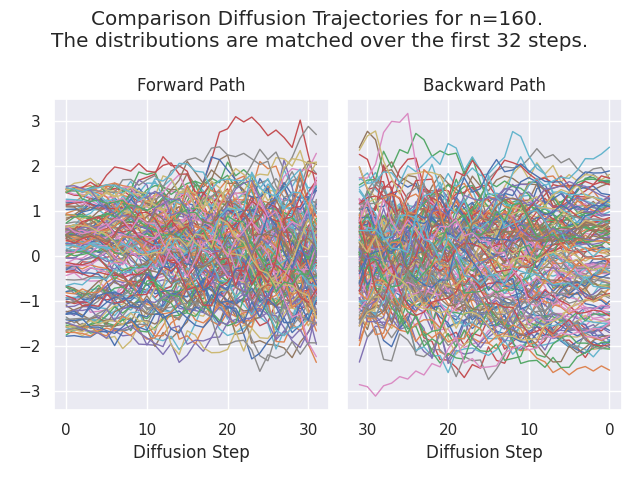 Comparison Diffusion Trajectories for n=160.
The distributions are matched over the first 32 steps.
Forward Path
Backward Path
3
2
1
0
−1
−2
−3
0 10 20 30
30 20 10 0
Diffusion Step
Diffusion Step